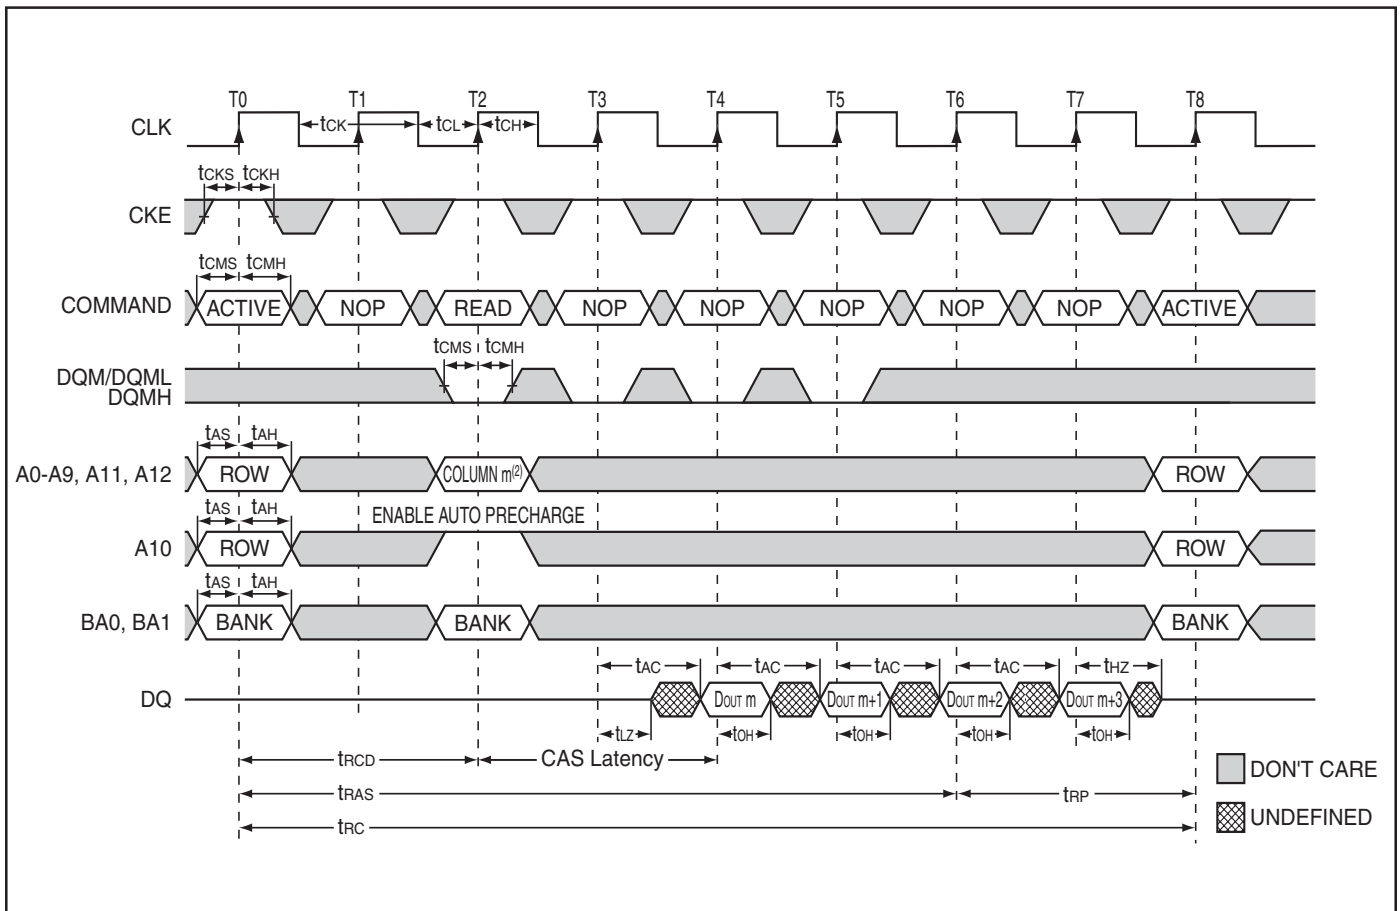 T0 T1 T2 T3 T4 T5 T6 T7 T8
CLK tCK tCL tCH
tCKS tCKH
CKE
tCMS tCMH
COMMAND ACTIVE NOP READ NOP NOP NOP NOP NOP ACTIVE
tCMS tCMH
DQM/DQML
DQMH
tAS tAH
A0-A9, A11, A12 ROW COLUMN m(2) ROW
tAS tAH ENABLE AUTO PRECHARGE
A10 ROW ROW
tAS tAH
BA0, BA1 BANK BANK BANK
tAC tAC tAC tAC tHZ
DQ DOUT m DOUT m+1 DOUT m+2 DOUT m+3
tLZ tOH tOH tOH tOH
tRCD CAS Latency
DON'T CARE
tRAS tRP
UNDEFINED
tRC